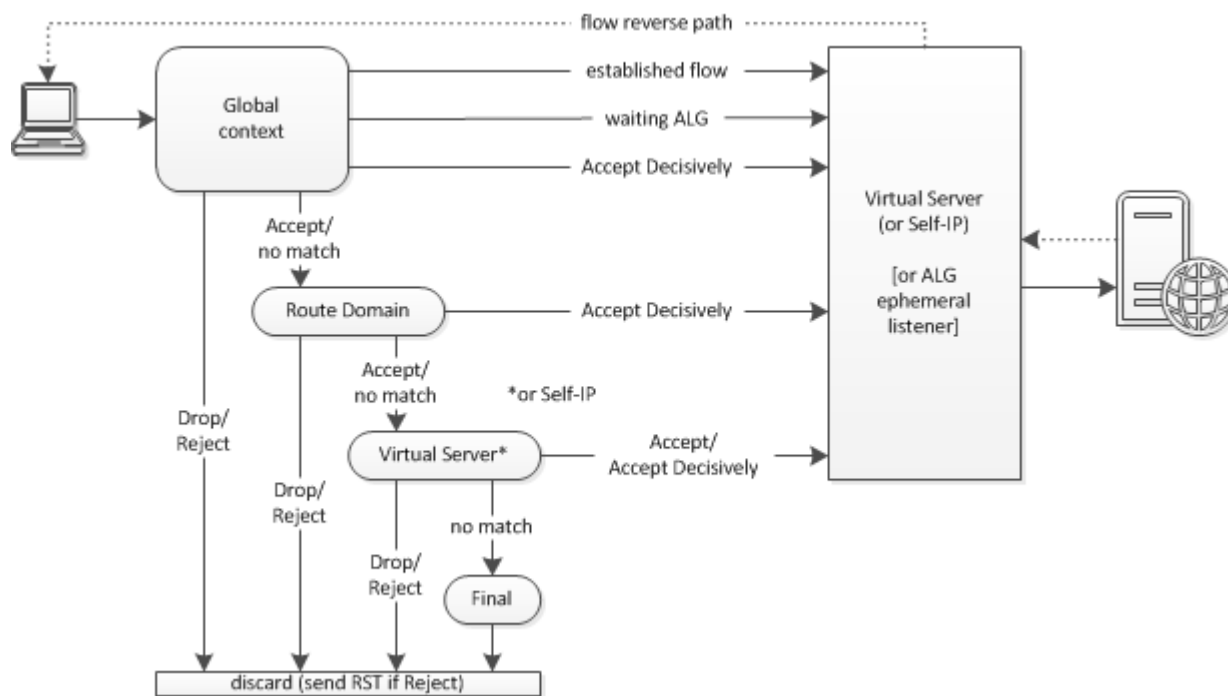 flow reverse path
established flow
Global
context
waiting ALG
Accept Decisively
Virtual Server
(or Self-IP)
[or ALG
ephemeral
listener]
Accept/
no match
Route Domain
Accept Decisively
Accept/
no match
*or Self-IP
Drop/
Reject
Virtual Server*
Accept/
Accept Decisively
Drop/
Reject
no match
Drop/
Reject
Final
discard (send RST if Reject)